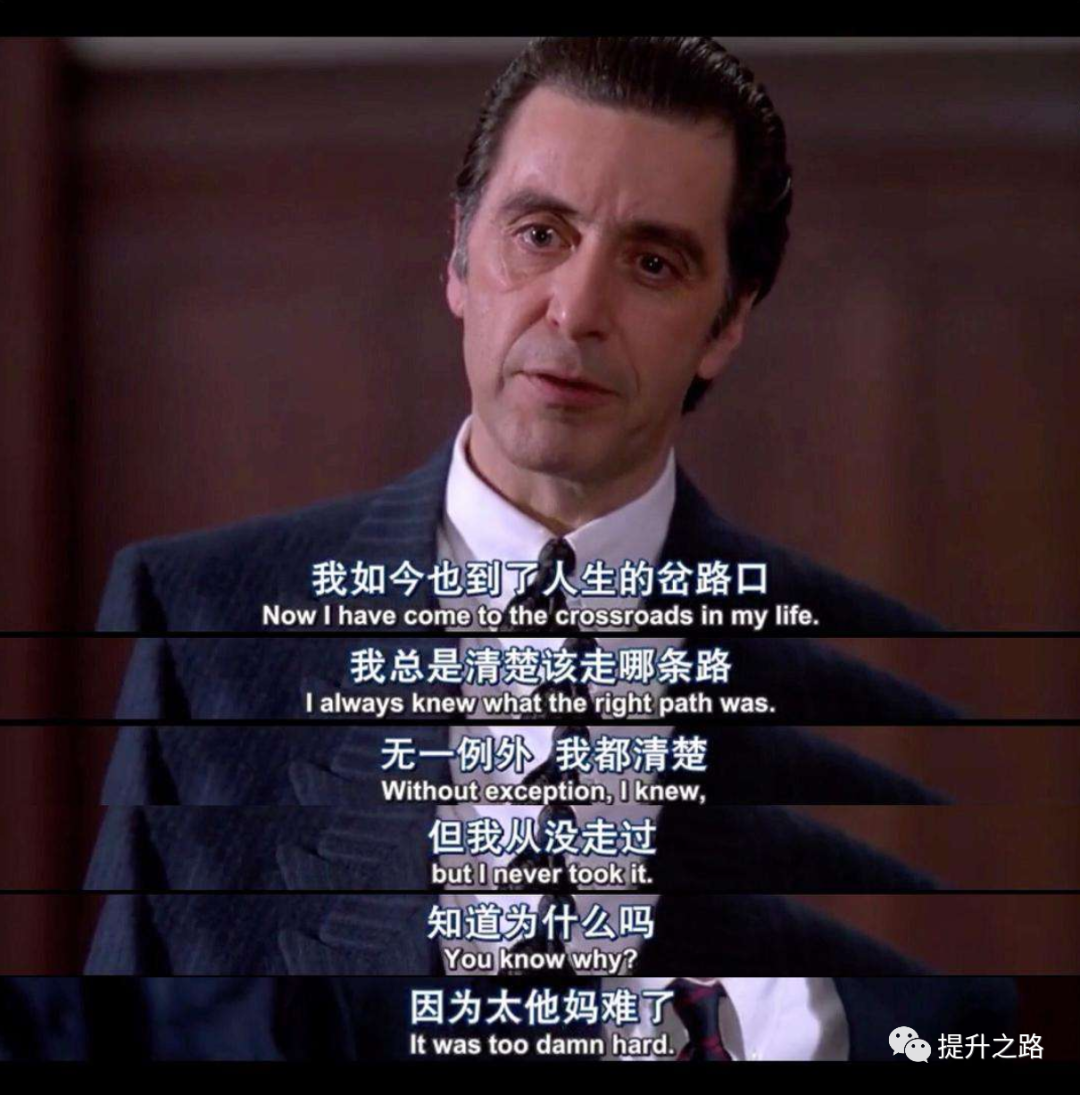 我如今也到了人生的岔路口
Now I have come to the crossroads in my life.
我总是清楚该走哪条路
I always knew what the right path was.
无一例外 我都清楚
Without exception, I knew,
但我从没走过
but I never took it.
知道为什么吗
You know why?
因为太他妈难了
It was too damn hard.
提升之路